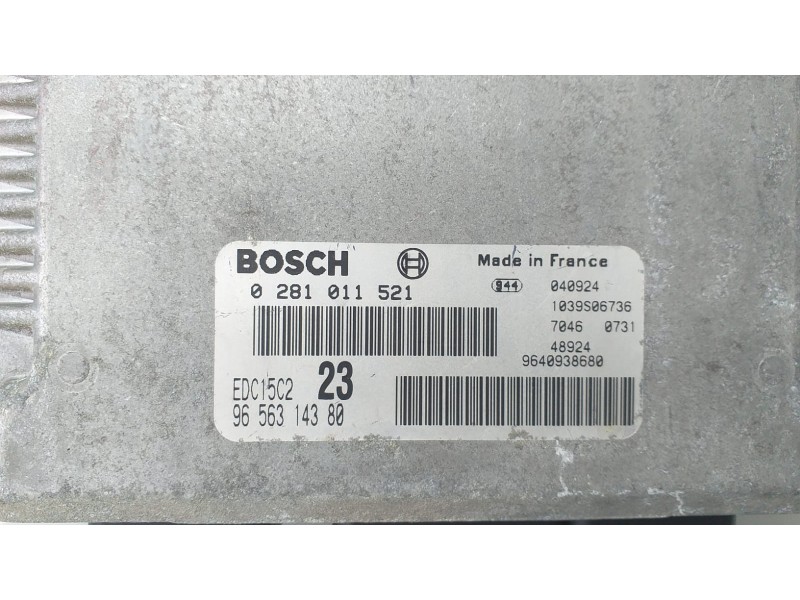 BOSCH
0 281 011 521
EDC15C2 23
96 563 143 80
Made in France
944 040924
1039S06736
7046 0731
48924
9640938680